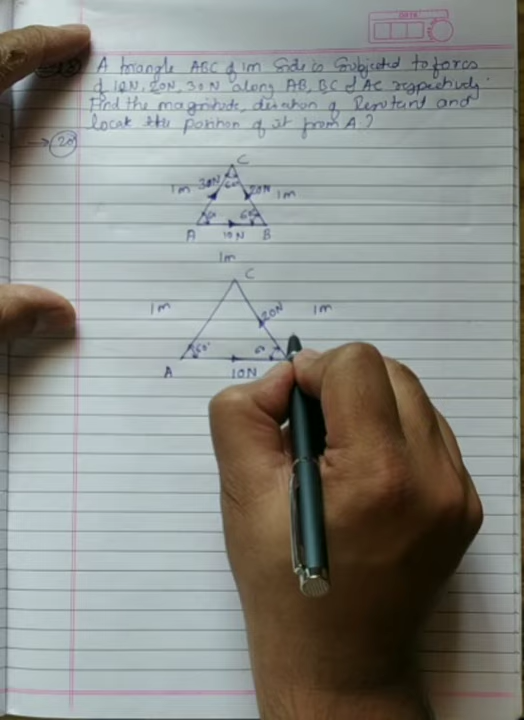 A triangle ABC of 1m Side is Subjected to forces
of 10N, 20N, 30N along AB, BC & AC respectively.
Find the magnitude, direction of Resultant and
locate the position of it from A?
20
C
1m 30N 60° 20N 1m
60° 60°
A 10N B
1m
C
1m 20N 1m
60° 60
A 10N